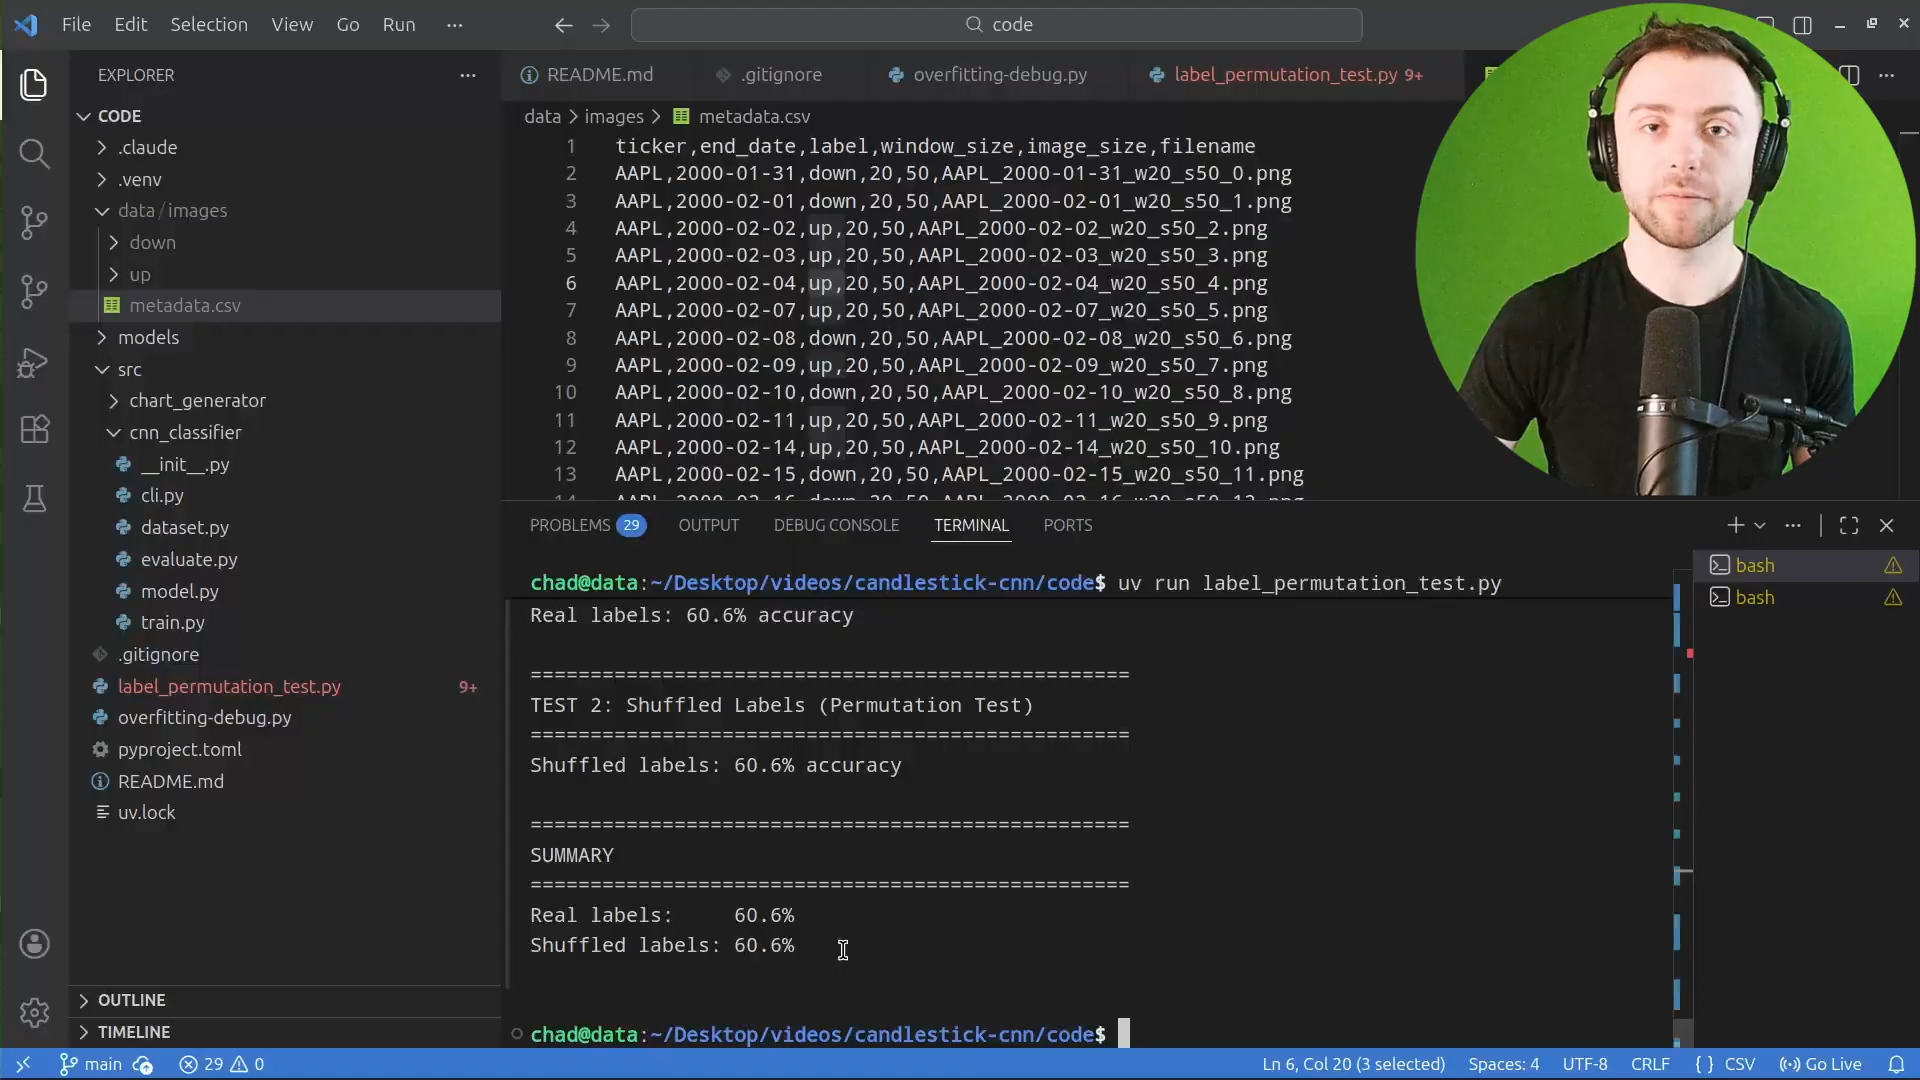 File Edit Selection View Go Run ···
code
EXPLORER ···
CODE
.claude
.venv
data/images
down
up
metadata.csv
models
src
chart_generator
cnn_classifier
__init__.py
cli.py
dataset.py
evaluate.py
model.py
train.py
.gitignore
label_permutation_test.py 9+
overfitting-debug.py
pyproject.toml
README.md
uv.lock
OUTLINE
TIMELINE
README.md .gitignore overfitting-debug.py label_permutation_test.py 9+
data > images > metadata.csv
1 ticker,end_date,label,window_size,image_size,filename
2 AAPL,2000-01-31,down,20,50,AAPL_2000-01-31_w20_s50_0.png
3 AAPL,2000-02-01,down,20,50,AAPL_2000-02-01_w20_s50_1.png
4 AAPL,2000-02-02,up,20,50,AAPL_2000-02-02_w20_s50_2.png
5 AAPL,2000-02-03,up,20,50,AAPL_2000-02-03_w20_s50_3.png
6 AAPL,2000-02-04,up,20,50,AAPL_2000-02-04_w20_s50_4.png
7 AAPL,2000-02-07,up,20,50,AAPL_2000-02-07_w20_s50_5.png
8 AAPL,2000-02-08,down,20,50,AAPL_2000-02-08_w20_s50_6.png
9 AAPL,2000-02-09,up,20,50,AAPL_2000-02-09_w20_s50_7.png
10 AAPL,2000-02-10,down,20,50,AAPL_2000-02-10_w20_s50_8.png
11 AAPL,2000-02-11,up,20,50,AAPL_2000-02-11_w20_s50_9.png
12 AAPL,2000-02-14,up,20,50,AAPL_2000-02-14_w20_s50_10.png
13 AAPL,2000-02-15,down,20,50,AAPL_2000-02-15_w20_s50_11.png
PROBLEMS 29 OUTPUT DEBUG CONSOLE TERMINAL PORTS
bash
bash
chad@data:~/Desktop/videos/candlestick-cnn/code$ uv run label_permutation_test.py
Real labels: 60.6% accuracy
==================================================
TEST 2: Shuffled Labels (Permutation Test)
==================================================
Shuffled labels: 60.6% accuracy
==================================================
SUMMARY
==================================================
Real labels: 60.6%
Shuffled labels: 60.6%
chad@data:~/Desktop/videos/candlestick-cnn/code$
main 29 0 Ln 6, Col 20 (3 selected) Spaces: 4 UTF-8 CRLF { } CSV Go Live